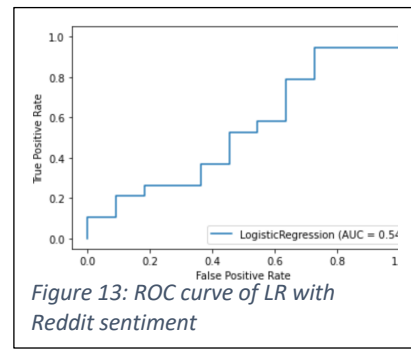 1.0
0.8
0.6
0.4
0.2
0.0
True Positive Rate
LogisticRegression (AUC = 0.54
0.0 0.2 0.4 0.6 0.8 1.
False Positive Rate
Figure 13: ROC curve of LR with
Reddit sentiment